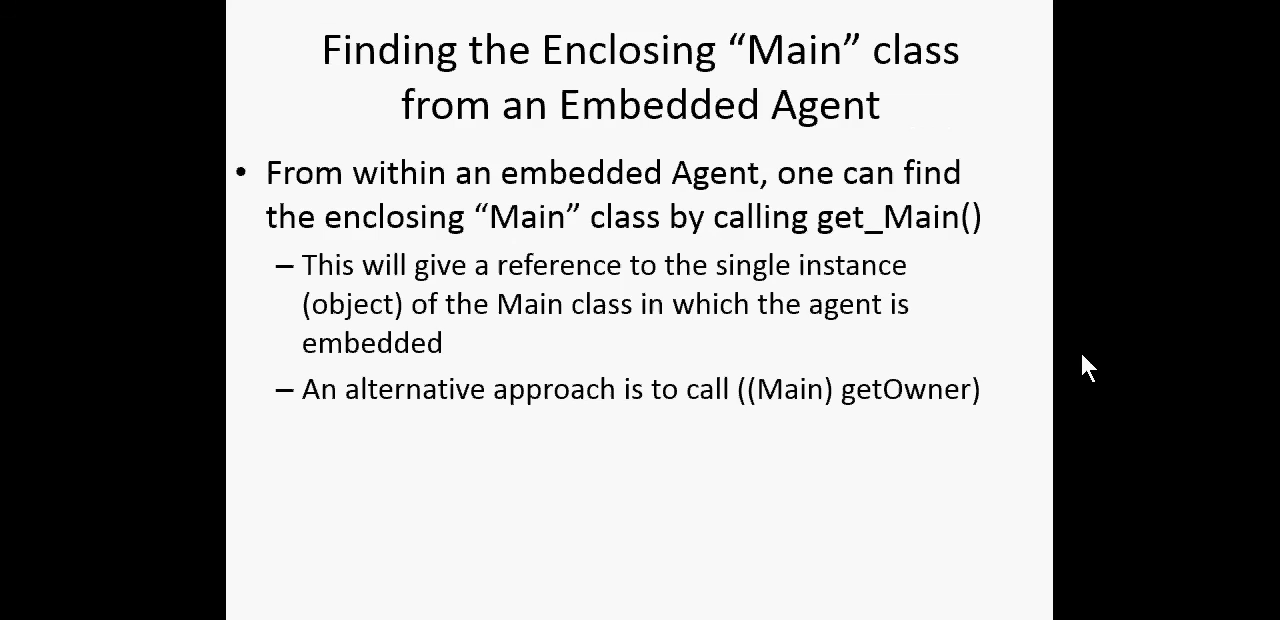 Finding the Enclosing “Main” class
from an Embedded Agent
• From within an embedded Agent, one can find
the enclosing “Main” class by calling get_Main()
– This will give a reference to the single instance
(object) of the Main class in which the agent is
embedded
– An alternative approach is to call ((Main) getOwner)